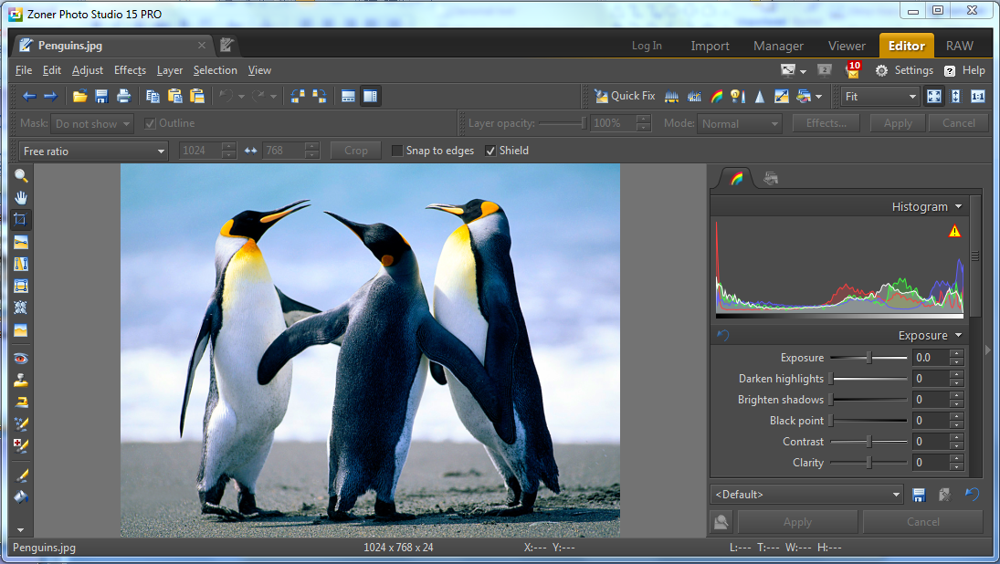 Zoner Photo Studio 15 PRO
Penguins.jpg
Log In Import Manager Viewer Editor RAW
File Edit Adjust Effects Layer Selection View
2 10 Settings ? Help
Quick Fix Fit 1:1
Mask: Do not show Outline Layer opacity: 100% Mode: Normal Effects... Apply Cancel
Free ratio 1024 768 Crop Snap to edges Shield
Histogram
Exposure
Exposure 0.0
Darken highlights 0
Brighten shadows 0
Black point 0
Contrast 0
Clarity 0
<Default>
Apply Cancel
Penguins.jpg 1024 x 768 x 24 X:--- Y:--- L:--- T:--- W:--- H:---